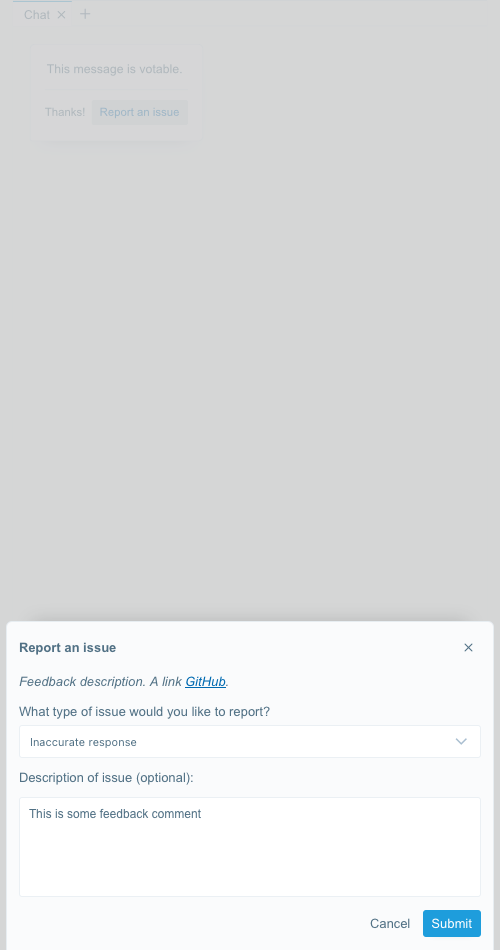 Chat
This message is votable.
Thanks! Report an issue
Report an issue
Feedback description. A link GitHub.
What type of issue would you like to report?
Inaccurate response
Description of issue (optional):
This is some feedback comment
Cancel Submit